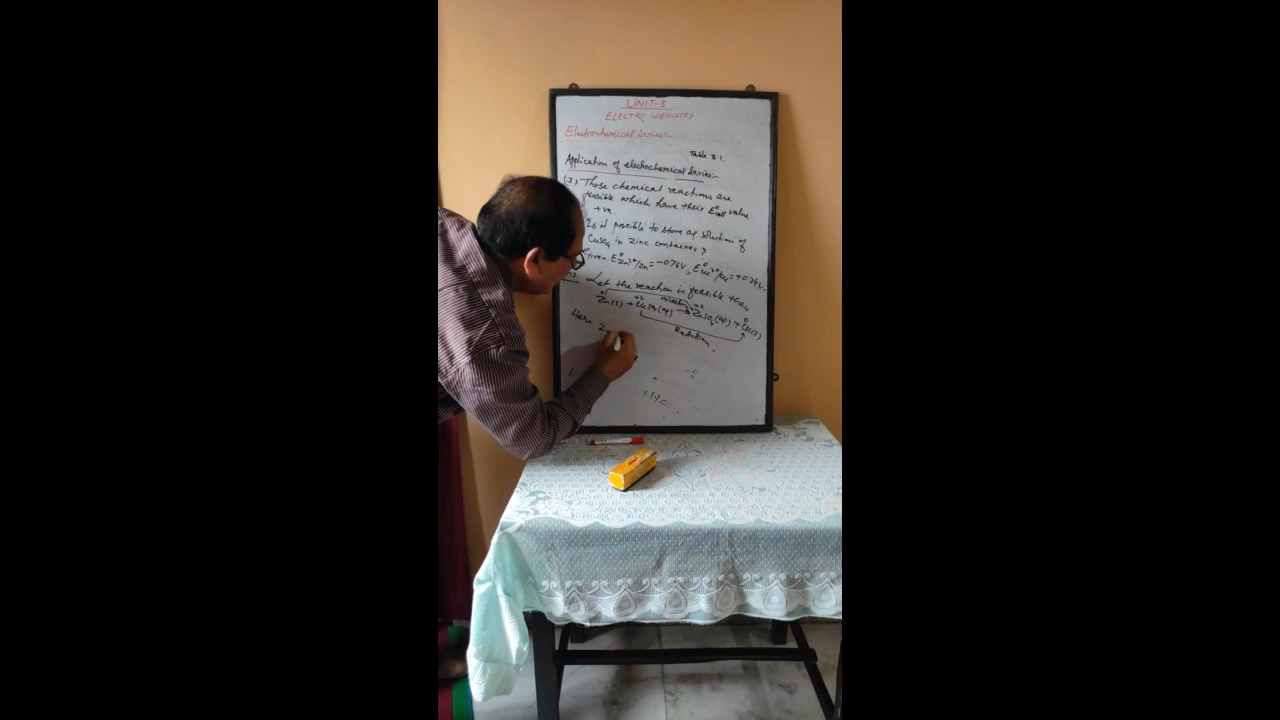 UNIT-3
ELECTRO CHEMISTRY
Electrochemical Series:-
Table 3.1.
Application of electrochemical Series:-
(1) Those chemical reactions are
feasible which have their E°cell value
+ve.
Is it possible to store aq. solution of
CuSO4 in zinc container?
Given E°Zn2+/Zn = -0.76V, E°Cu2+/Cu = +0.34V.
Let the reaction is feasible then
Zn(s) + CuSO4(aq) → ZnSO4(aq) + Cu(s)
Reduction.
Here Z